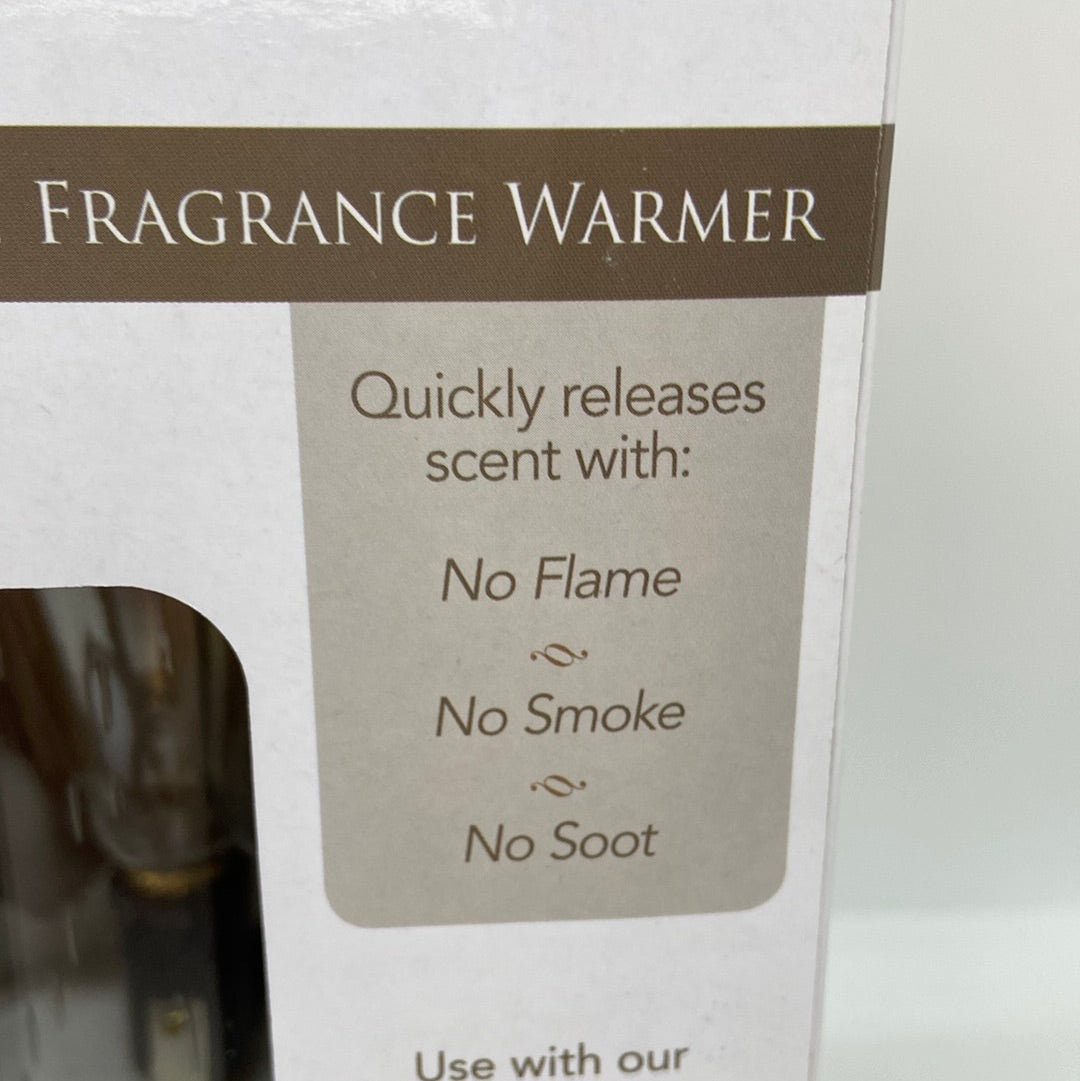 FRAGRANCE WARMER
Quickly releases
scent with:
No Flame
No Smoke
No Soot
Use with our